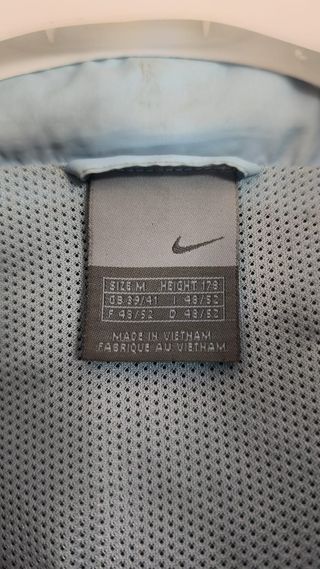 SIZE M HEIGHT 178
GB 39/41 I 48/52
F 48/52 D 48/52
MADE IN VIETNAM
FABRIQUE AU VIETNAM